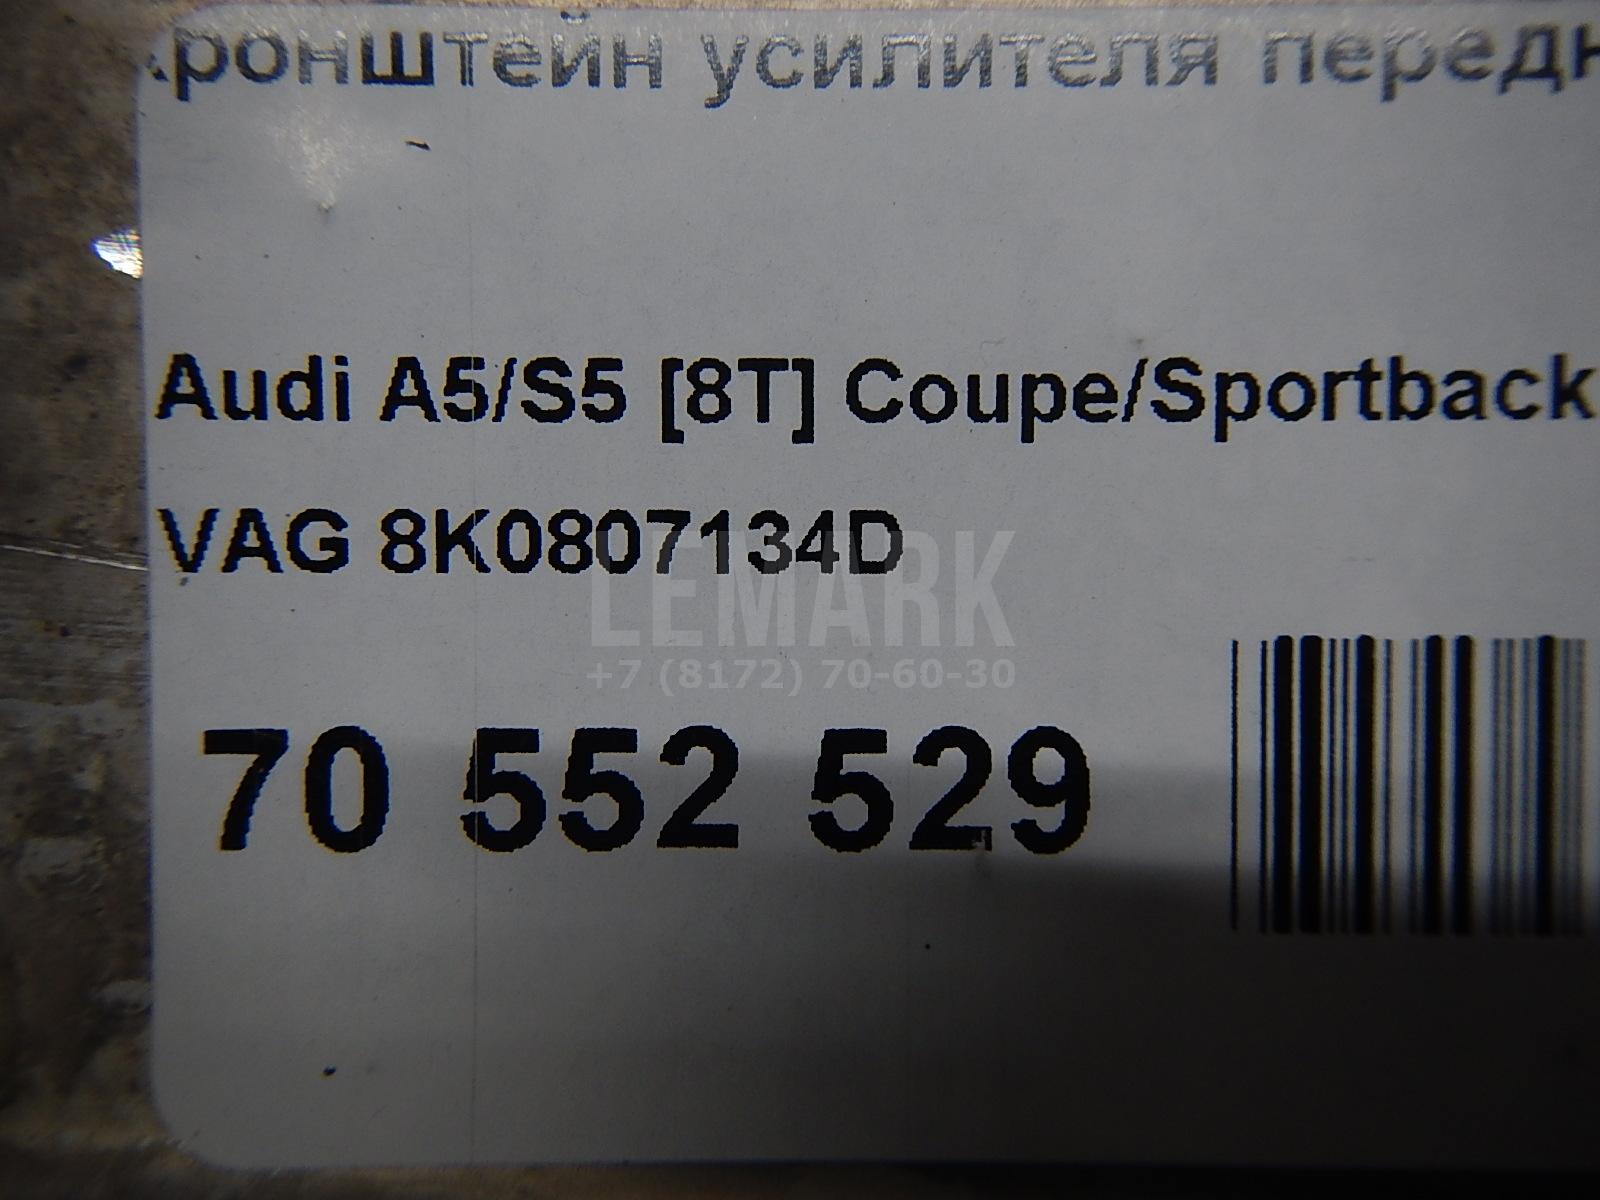 Кронштейн усилителя передн
Audi A5/S5 [8T] Coupe/Sportback
VAG 8K0807134D
LEMARK
+7 (8172) 70-60-30
70 552 529